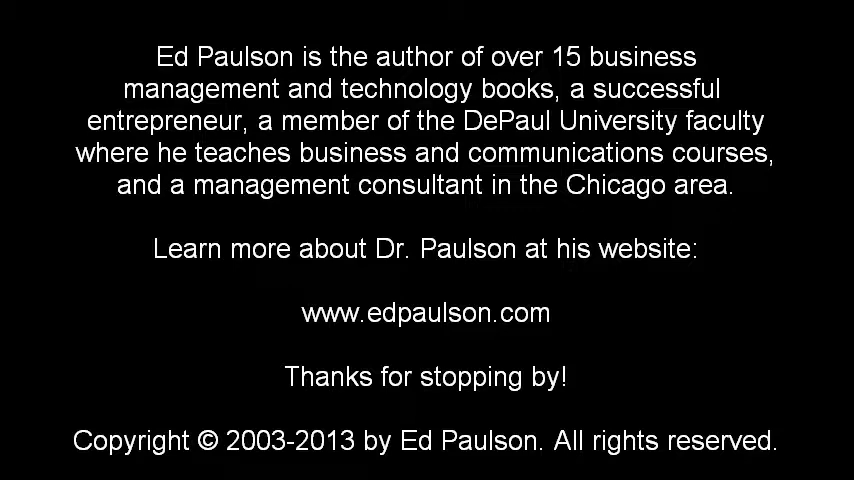 Ed Paulson is the author of over 15 business
management and technology books, a successful
entrepreneur, a member of the DePaul University faculty
where he teaches business and communications courses,
and a management consultant in the Chicago area.
Learn more about Dr. Paulson at his website:
www.edpaulson.com
Thanks for stopping by!
Copyright © 2003-2013 by Ed Paulson. All rights reserved.